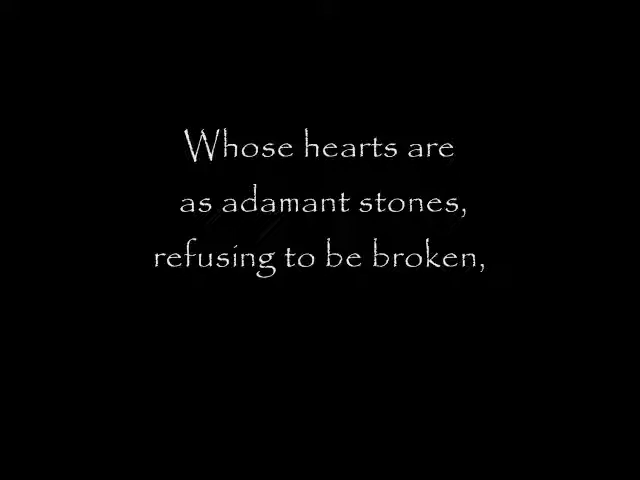 Whose hearts are
as adamant stones,
refusing to be broken,